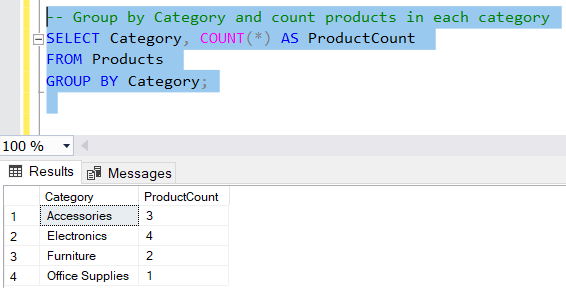 -- Group by Category and count products in each category
SELECT Category, COUNT(*) AS ProductCount
FROM Products
GROUP BY Category;
100 %
Results Messages
Category ProductCount
1 Accessories 3
2 Electronics 4
3 Furniture 2
4 Office Supplies 1